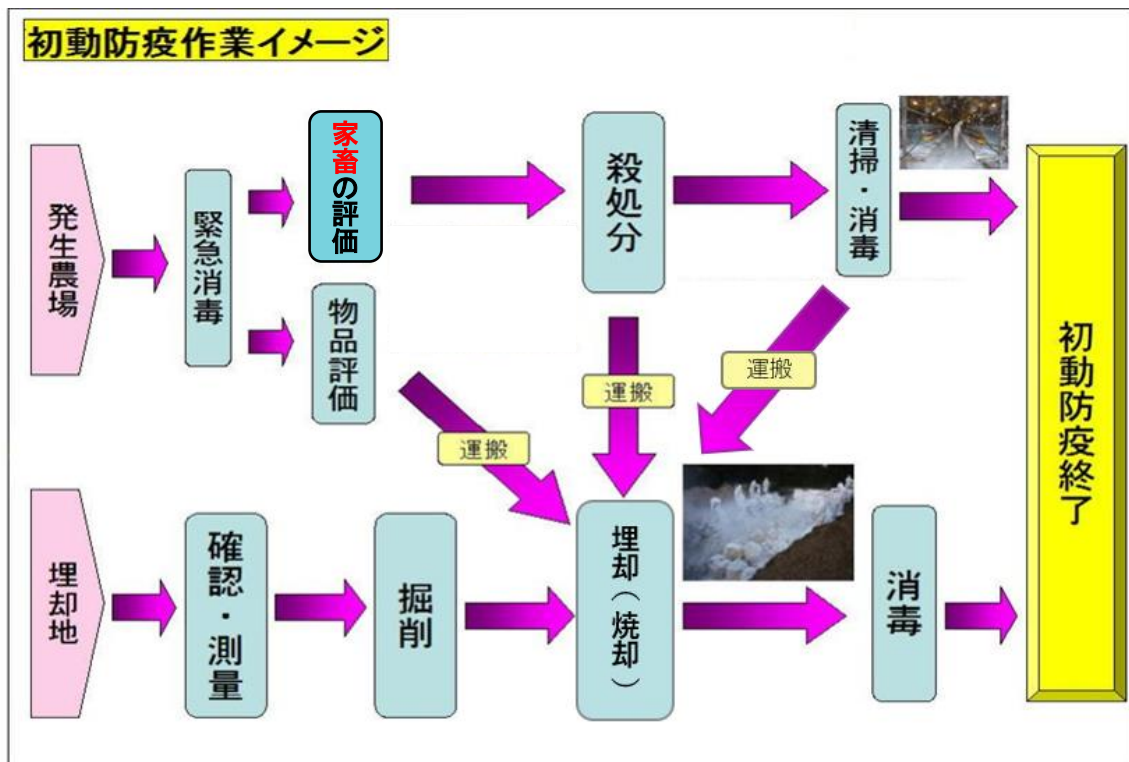 初動防疫作業イメージ
発生農場
緊急消毒
家畜の評価
物品評価
殺処分
清掃・消毒
運搬
運搬
運搬
埋却地
確認・測量
掘削
埋却(焼却)
消毒
初動防疫終了